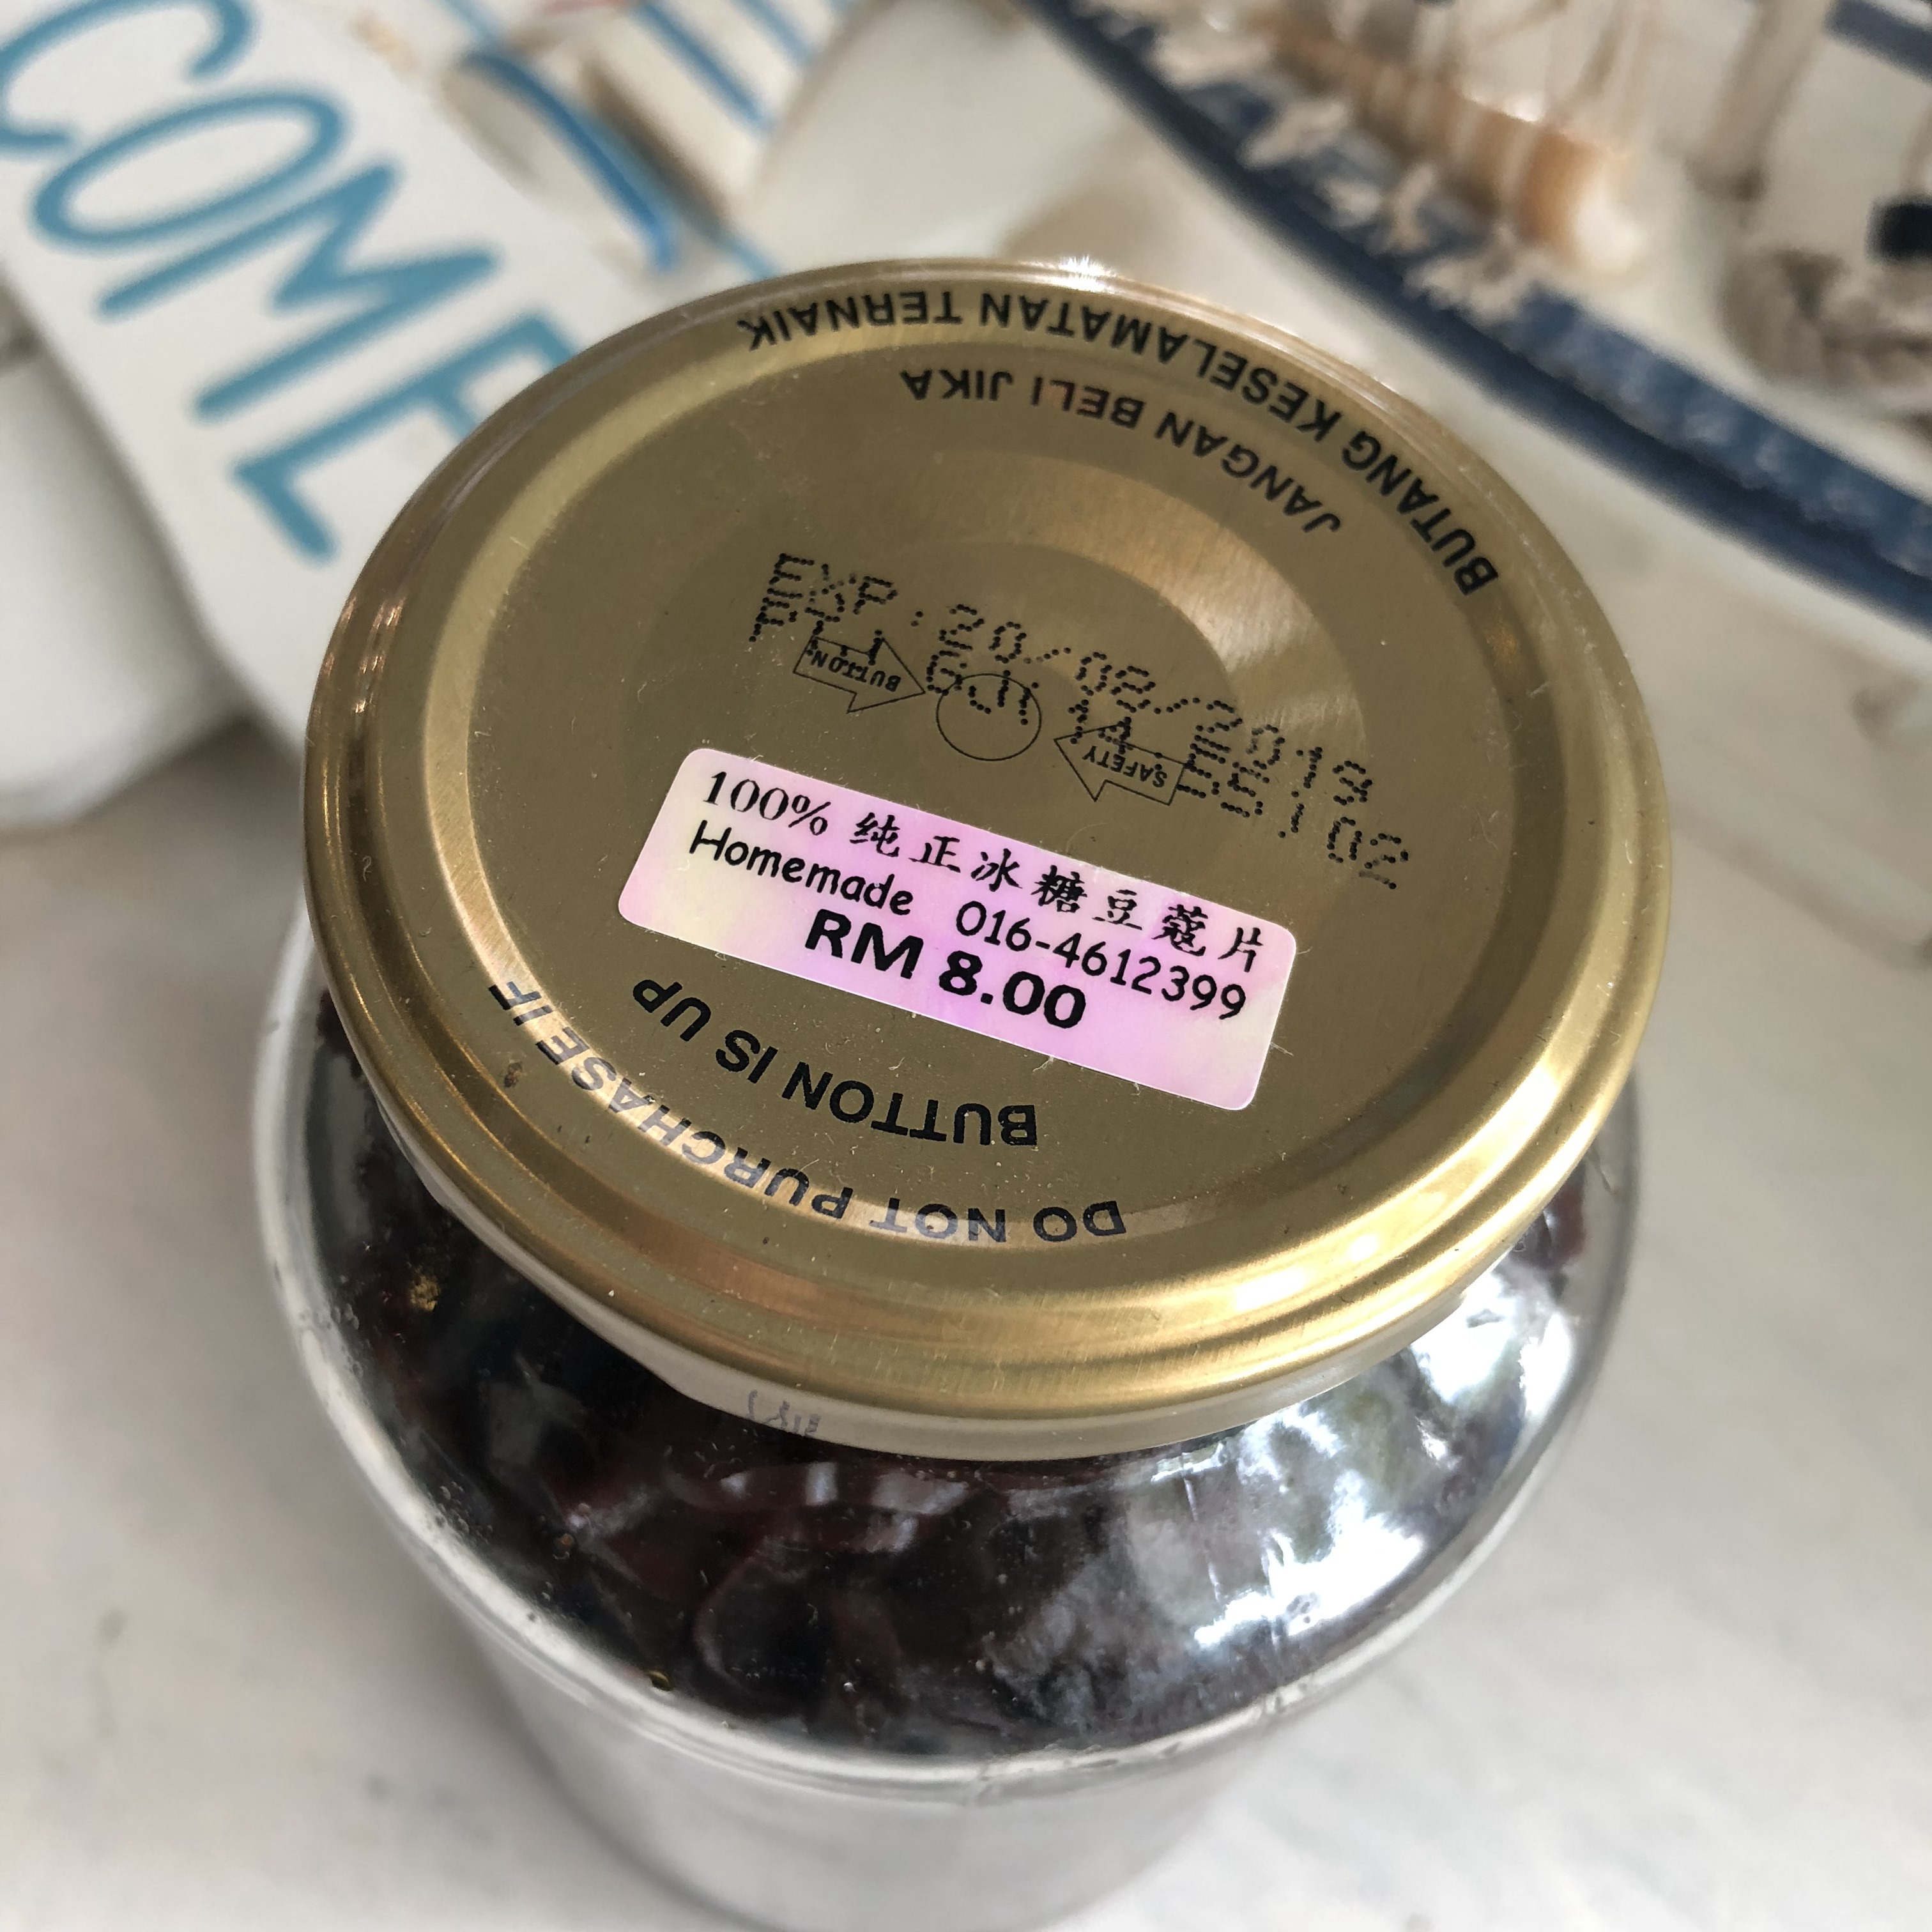 COME
BUTANG KESELAMATAN TERNAIK
JANGAN BELI JIKA
EXP:20/08/2019
BUTTON
SAFETY
100% 纯正冰糖豆蔻片
Homemade 016-4612399
RM 8.00
DO NOT PURCHASE IF
BUTTON IS UP